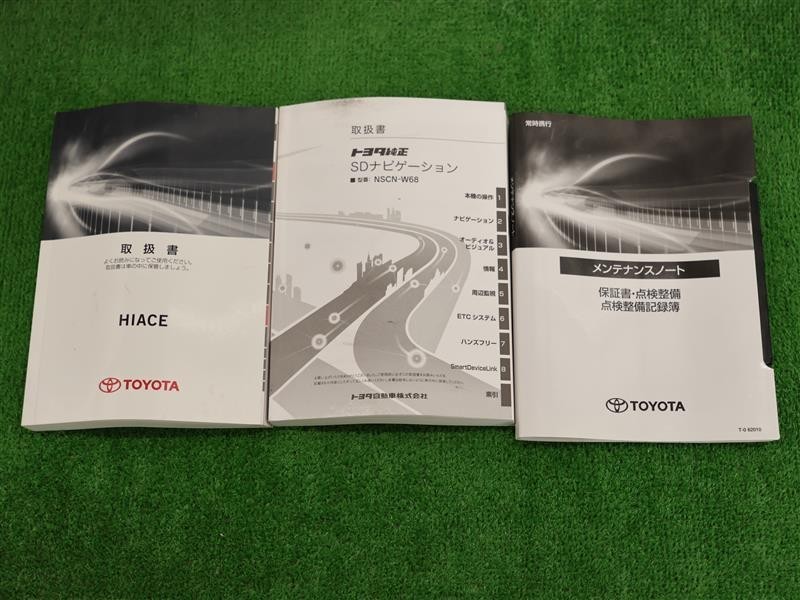 取扱書
よくお読みになってご使用ください。
取扱書は車の中に保管しましょう。
HIACE
TOYOTA
取扱書
トヨタ純正
SDナビゲーション
■ 型番: NSCN-W68
本機の操作 1
ナビゲーション 2
オーディオ&
ビジュアル 3
情報 4
周辺監視 5
ETC システム 6
ハンズフリー 7
SmartDeviceLink 8
索引
トヨタ自動車株式会社
常時携行
メンテナンスノート
保証書・点検整備
点検整備記録簿
TOYOTA